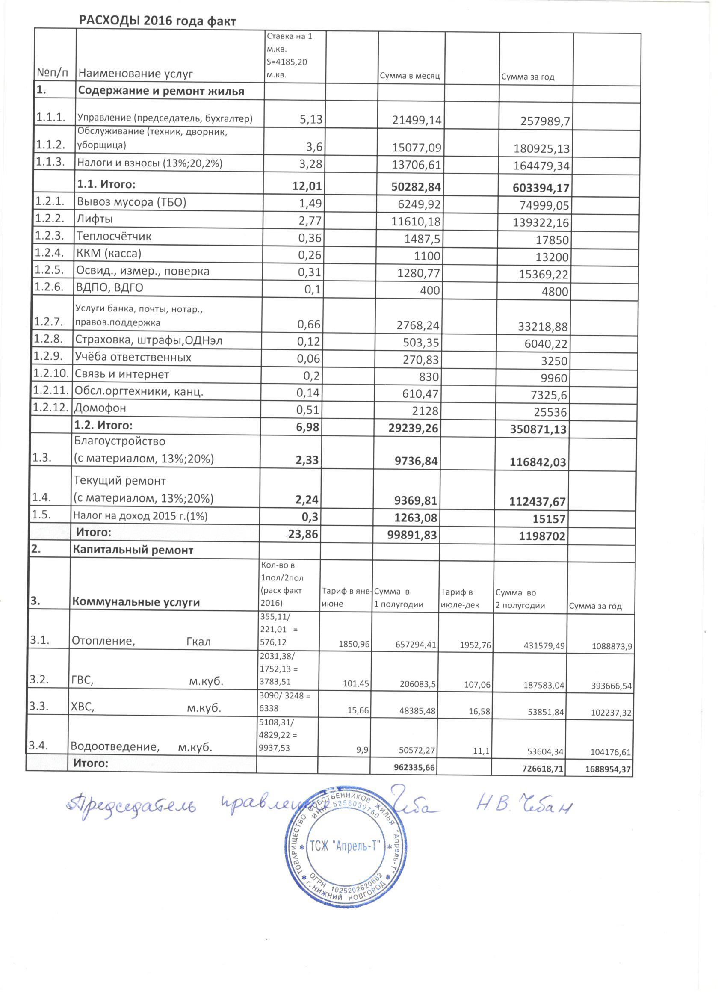 РАСХОДЫ 2016 года факт
№п/п Наименование услуг Ставка на 1 м.кв. S=4185,20 м.кв. Сумма в месяц Сумма за год
1. Содержание и ремонт жилья
1.1.1. Управление (председатель, бухгалтер) 5,13 21499,14 257989,7
1.1.2. Обслуживание (техник, дворник, уборщица) 3,6 15077,09 180925,13
1.1.3. Налоги и взносы (13%;20,2%) 3,28 13706,61 164479,34
1.1. Итого: 12,01 50282,84 603394,17
1.2.1. Вывоз мусора (ТБО) 1,49 6249,92 74999,05
1.2.2. Лифты 2,77 11610,18 139322,16
1.2.3. Теплосчётчик 0,36 1487,5 17850
1.2.4. ККМ (касса) 0,26 1100 13200
1.2.5. Освид., измер., поверка 0,31 1280,77 15369,22
1.2.6. ВДПО, ВДГО 0,1 400 4800
1.2.7. Услуги банка, почты, нотар., правов.поддержка 0,66 2768,24 33218,88
1.2.8. Страховка, штрафы,ОДНэл 0,12 503,35 6040,22
1.2.9. Учёба ответственных 0,06 270,83 3250
1.2.10. Связь и интернет 0,2 830 9960
1.2.11. Обсл.оргтехники, канц. 0,14 610,47 7325,6
1.2.12. Домофон 0,51 2128 25536
1.2. Итого: 6,98 29239,26 350871,13
1.3. Благоустройство (с материалом, 13%;20%) 2,33 9736,84 116842,03
1.4. Текущий ремонт (с материалом, 13%;20%) 2,24 9369,81 112437,67
1.5. Налог на доход 2015 г.(1%) 0,3 1263,08 15157
Итого: 23,86 99891,83 1198702
2. Капитальный ремонт
3. Коммунальные услуги Кол-во в 1пол/2пол (расх факт 2016) Тариф в янв-июне Сумма в 1 полугодии Тариф в июле-дек Сумма во 2 полугодии Сумма за год
3.1. Отопление, Гкал 355,11/ 221,01 = 576,12 1850,96 657294,41 1952,76 431579,49 1088873,9
3.2. ГВС, м.куб. 2031,38/ 1752,13 = 3783,51 101,45 206083,5 107,06 187583,04 393666,54
3.3. ХВС, м.куб. 3090/ 3248 = 6338 15,66 48385,48 16,58 53851,84 102237,32
3.4. Водоотведение, м.куб. 5108,31/ 4829,22 = 9937,53 9,9 50572,27 11,1 53604,34 104176,61
Итого: 962335,66 726618,71 1688954,37
Председатель правления Н.В. Чебан
ТОВАРИЩЕСТВО СОБСТВЕННИКОВ ЖИЛЬЯ "Апрель-Т"
ИНН 5258030760
ТСЖ "Апрель-Т"
ОГРН 1025202620662
г. НИЖНИЙ НОВГОРОД